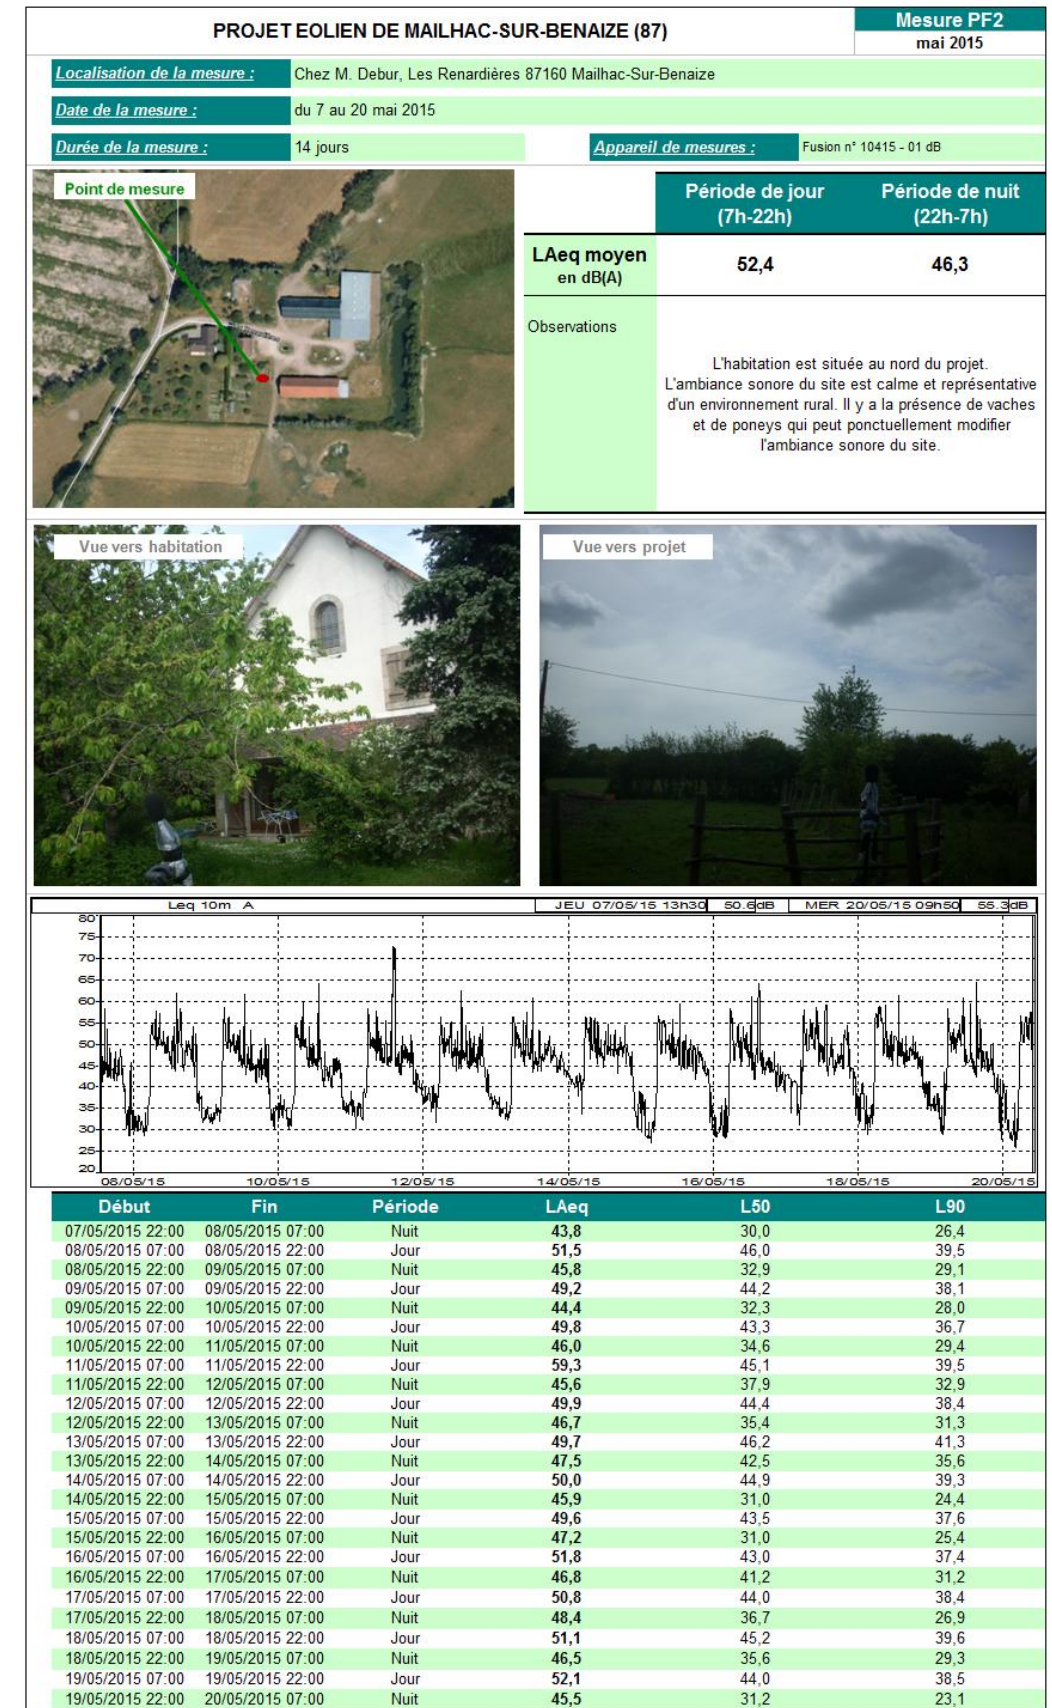 PROJET EOLIEN DE MAILHAC-SUR-BENAIZE (87)
Mesure PF2
mai 2015
Localisation de la mesure :
Chez M. Debur, Les Renardières 87160 Mailhac-Sur-Benaize
Date de la mesure :
du 7 au 20 mai 2015
Durée de la mesure :
14 jours
Appareil de mesures :
Fusion n° 10415 - 01 dB
Point de mesure
Période de jour
(7h-22h)
Période de nuit
(22h-7h)
LAeq moyen
en dB(A)
52,4
46,3
Observations
L'habitation est située au nord du projet.
L'ambiance sonore du site est calme et représentative
d'un environnement rural. Il y a la présence de vaches
et de poneys qui peut ponctuellement modifier
l'ambiance sonore du site.
Vue vers habitation
Vue vers projet
Leq 10m A
JEU 07/05/15 13h30 50.6dB
MER 20/05/15 09h50 55.3dB
80
75
70
65
60
55
50
45
40
35
30
25
20
08/05/15 10/05/15 12/05/15 14/05/15 16/05/15 18/05/15 20/05/15
Début Fin Période LAeq L50 L90
07/05/2015 22:00 08/05/2015 07:00 Nuit 43,8 30,0 26,4
08/05/2015 07:00 08/05/2015 22:00 Jour 51,5 46,0 39,5
08/05/2015 22:00 09/05/2015 07:00 Nuit 45,8 32,9 29,1
09/05/2015 07:00 09/05/2015 22:00 Jour 49,2 44,2 38,1
09/05/2015 22:00 10/05/2015 07:00 Nuit 44,4 32,3 28,0
10/05/2015 07:00 10/05/2015 22:00 Jour 49,8 43,3 36,7
10/05/2015 22:00 11/05/2015 07:00 Nuit 46,0 34,6 29,4
11/05/2015 07:00 11/05/2015 22:00 Jour 59,3 45,1 39,5
11/05/2015 22:00 12/05/2015 07:00 Nuit 45,6 37,9 32,9
12/05/2015 07:00 12/05/2015 22:00 Jour 49,9 44,4 38,4
12/05/2015 22:00 13/05/2015 07:00 Nuit 46,7 35,4 31,3
13/05/2015 07:00 13/05/2015 22:00 Jour 49,7 46,2 41,3
13/05/2015 22:00 14/05/2015 07:00 Nuit 47,5 42,5 35,6
14/05/2015 07:00 14/05/2015 22:00 Jour 50,0 44,9 39,3
14/05/2015 22:00 15/05/2015 07:00 Nuit 45,9 31,0 24,4
15/05/2015 07:00 15/05/2015 22:00 Jour 49,6 43,5 37,6
15/05/2015 22:00 16/05/2015 07:00 Nuit 47,2 31,0 25,4
16/05/2015 07:00 16/05/2015 22:00 Jour 51,8 43,0 37,4
16/05/2015 22:00 17/05/2015 07:00 Nuit 46,8 41,2 31,2
17/05/2015 07:00 17/05/2015 22:00 Jour 50,8 44,0 38,4
17/05/2015 22:00 18/05/2015 07:00 Nuit 48,4 36,7 26,9
18/05/2015 07:00 18/05/2015 22:00 Jour 51,1 45,2 39,6
18/05/2015 22:00 19/05/2015 07:00 Nuit 46,5 35,6 29,3
19/05/2015 07:00 19/05/2015 22:00 Jour 52,1 44,0 38,5
19/05/2015 22:00 20/05/2015 07:00 Nuit 45,5 31,2 23,1